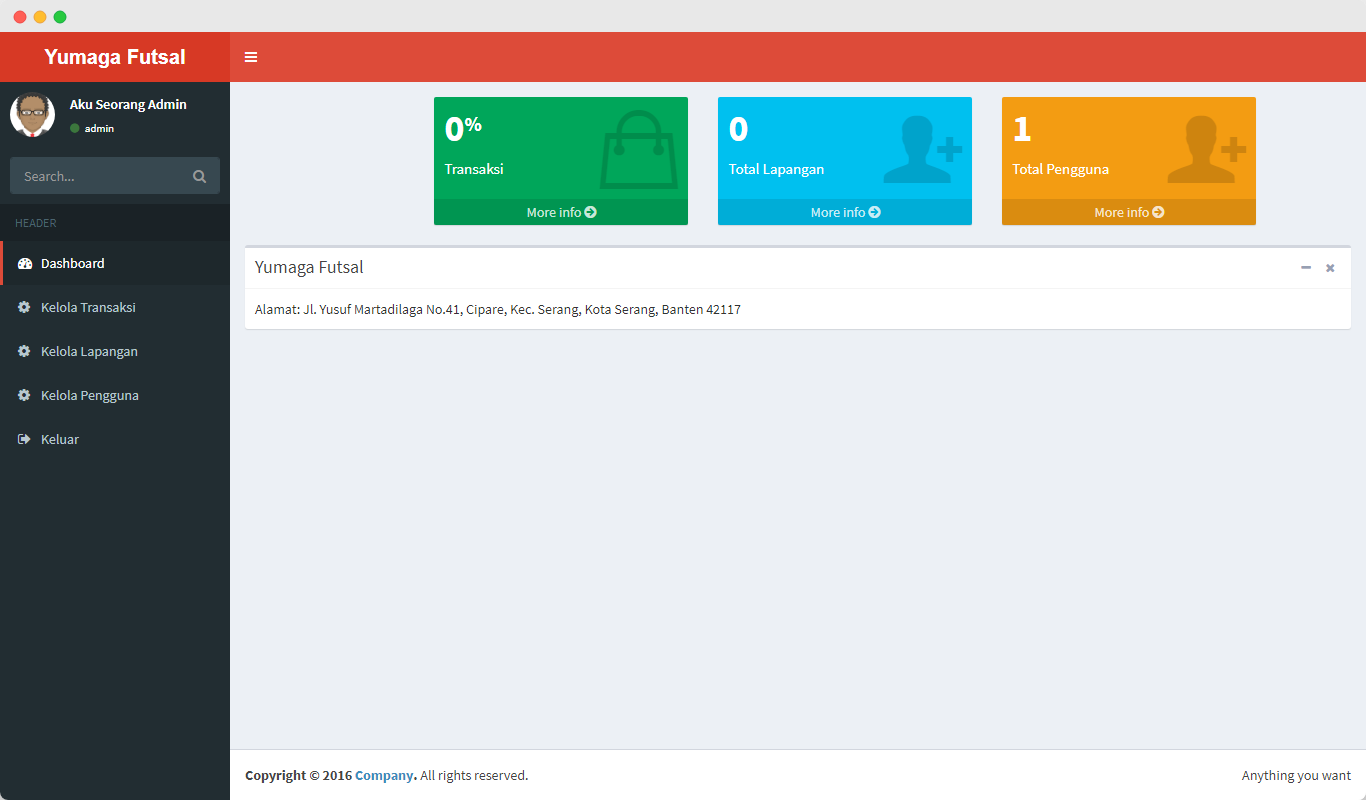 Yumaga Futsal
Aku Seorang Admin
admin
Search...
HEADER
Dashboard
Kelola Transaksi
Kelola Lapangan
Kelola Pengguna
Keluar
0%
Transaksi
More info
0
Total Lapangan
More info
1
Total Pengguna
More info
Yumaga Futsal
Alamat: Jl. Yusuf Martadilaga No.41, Cipare, Kec. Serang, Kota Serang, Banten 42117
Copyright © 2016 Company. All rights reserved.
Anything you want